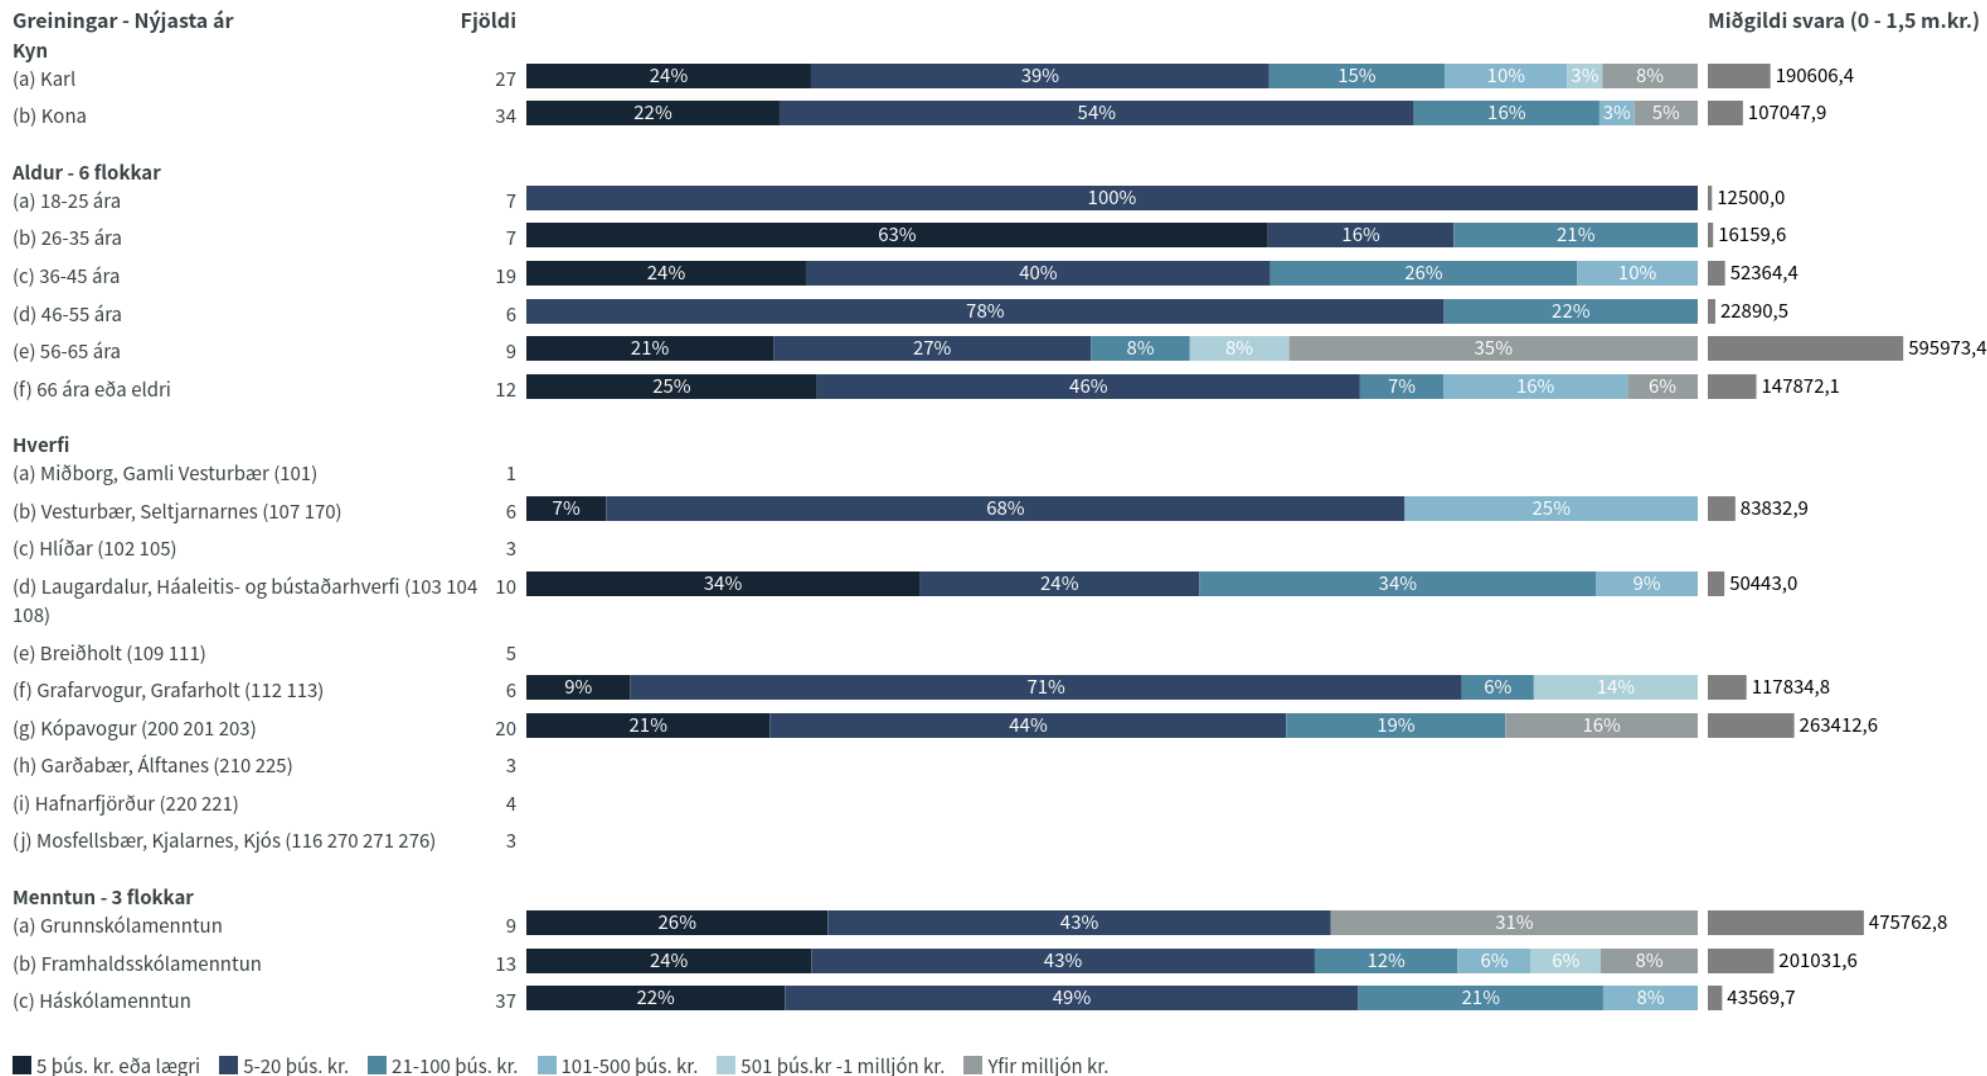 Greiningar - Nýjasta ár Fjöldi Miðgildi svara (0 - 1,5 m.kr.)
Kyn
(a) Karl 27 24% 39% 15% 10% 3% 8% 190606,4
(b) Kona 34 22% 54% 16% 3% 5% 107047,9
Aldur - 6 flokkar
(a) 18-25 ára 7 100% 12500,0
(b) 26-35 ára 7 63% 16% 21% 16159,6
(c) 36-45 ára 19 24% 40% 26% 10% 52364,4
(d) 46-55 ára 6 78% 22% 22890,5
(e) 56-65 ára 9 21% 27% 8% 8% 35% 595973,4
(f) 66 ára eða eldri 12 25% 46% 7% 16% 6% 147872,1
Hverfi
(a) Miðborg, Gamli Vesturbær (101) 1
(b) Vesturbær, Seltjarnarnes (107 170) 6 7% 68% 25% 83832,9
(c) Hlíðar (102 105) 3
(d) Laugardalur, Háaleitis- og bústaðarhverfi (103 104 10 34% 24% 34% 9% 50443,0
108)
(e) Breiðholt (109 111) 5
(f) Grafarvogur, Grafarholt (112 113) 6 9% 71% 6% 14% 117834,8
(g) Kópavogur (200 201 203) 20 21% 44% 19% 16% 263412,6
(h) Garðabær, Álftanes (210 225) 3
(i) Hafnarfjörður (220 221) 4
(j) Mosfellsbær, Kjalarnes, Kjós (116 270 271 276) 3
Menntun - 3 flokkar
(a) Grunnskólamenntun 9 26% 43% 31% 475762,8
(b) Framhaldsskólamenntun 13 24% 43% 12% 6% 6% 8% 201031,6
(c) Háskólamenntun 37 22% 49% 21% 8% 43569,7
5 þús. kr. eða lægri 5-20 þús. kr. 21-100 þús. kr. 101-500 þús. kr. 501 þús.kr -1 milljón kr. Yfir milljón kr.